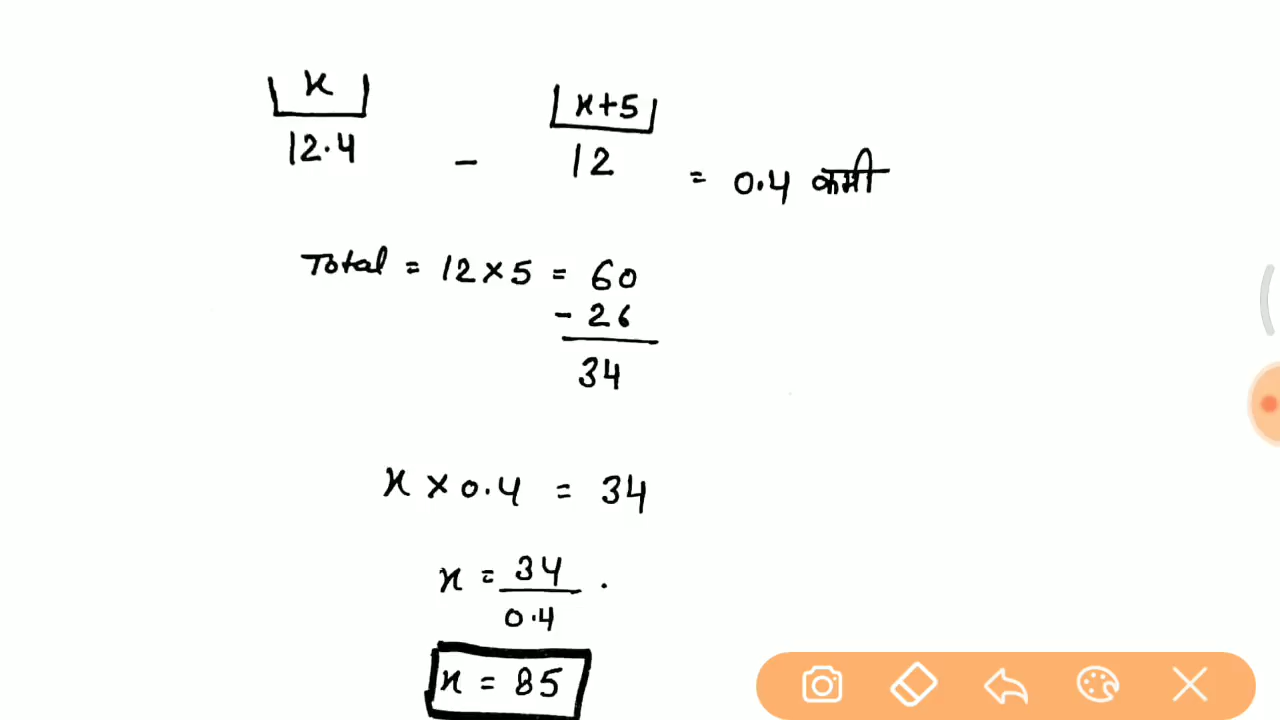 x x+5
12.4 - 12 = 0.4 कमी
Total = 12 × 5 = 60
- 26
34
x × 0.4 = 34
x = 34
0.4
x = 85